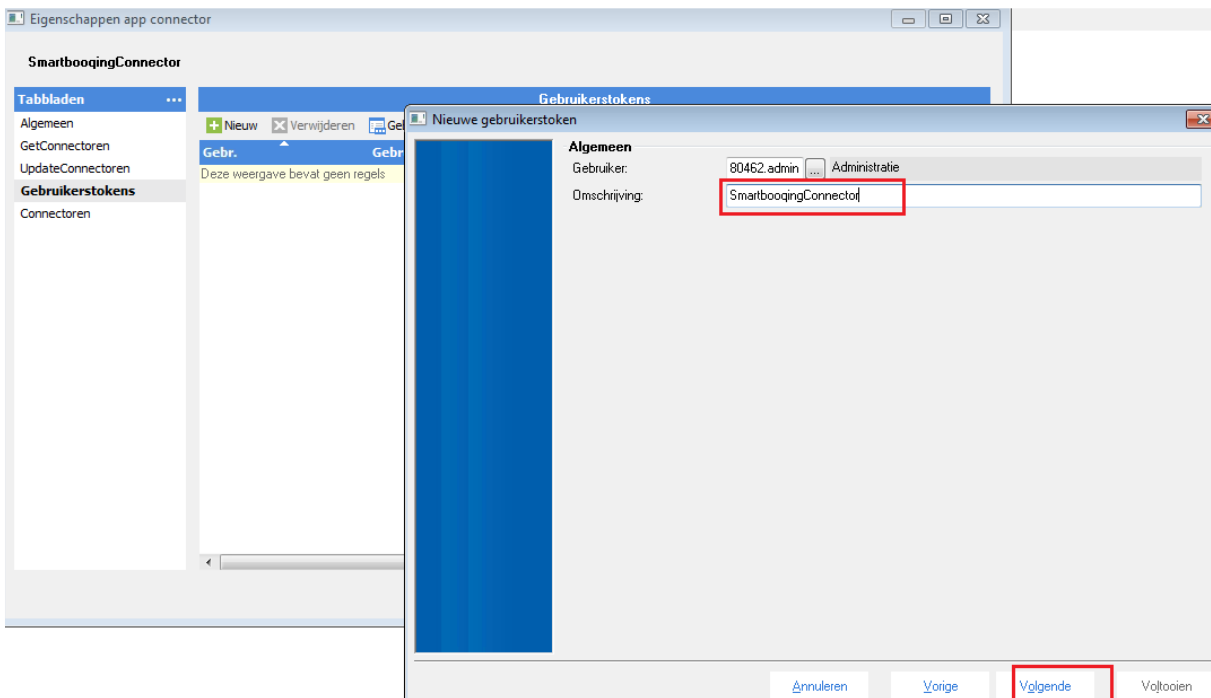 Eigenschappen app connector
SmartbooqingConnector
Tabbladen ...
Algemeen
GetConnectoren
UpdateConnectoren
Gebruikerstokens
Connectoren
Gebruikerstokens
Nieuw Verwijderen Gel
Gebr. Gebr
Deze weergave bevat geen regels
Nieuwe gebruikerstoken
Algemeen
Gebruiker: 80462.admin ... Administratie
Omschrijving: SmartbooqingConnector
Annuleren Vorige Volgende Voltooien